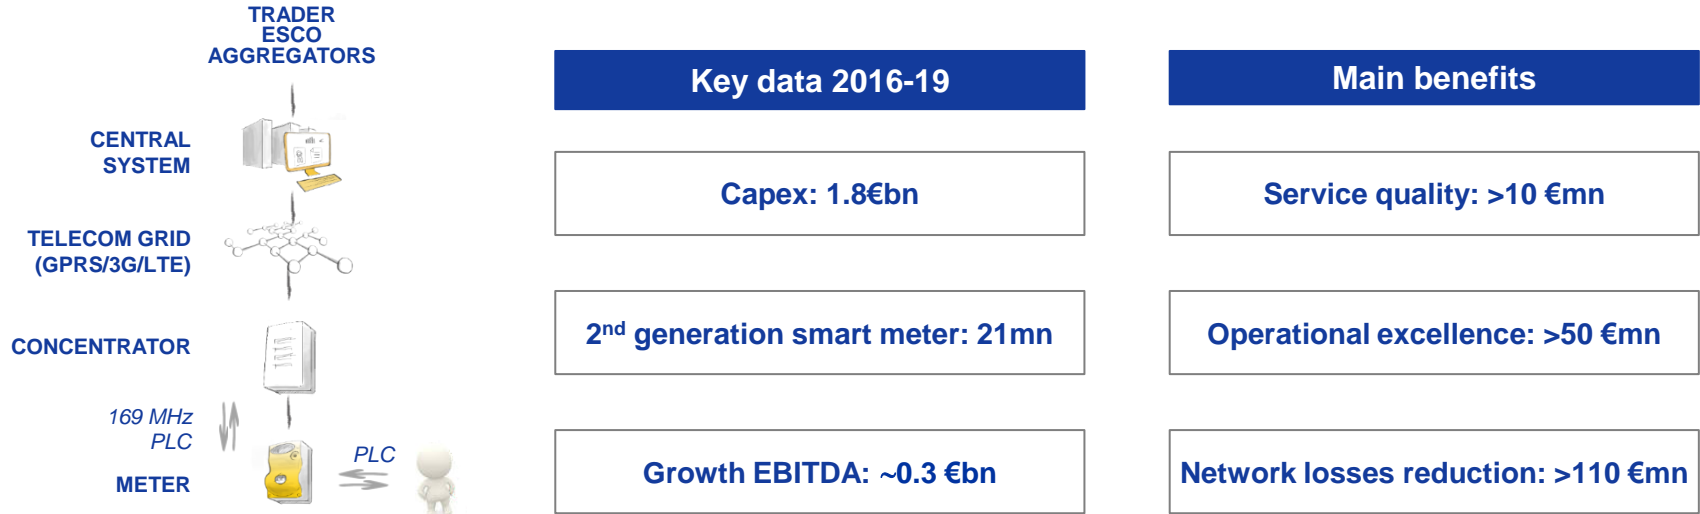 TRADER
ESCO
AGGREGATORS
CENTRAL
SYSTEM
TELECOM GRID
(GPRS/3G/LTE)
CONCENTRATOR
169 MHz
PLC
PLC
METER
Key data 2016-19
Capex: 1.8€bn
2nd generation smart meter: 21mn
Growth EBITDA: ~0.3 €bn
Main benefits
Service quality: >10 €mn
Operational excellence: >50 €mn
Network losses reduction: >110 €mn